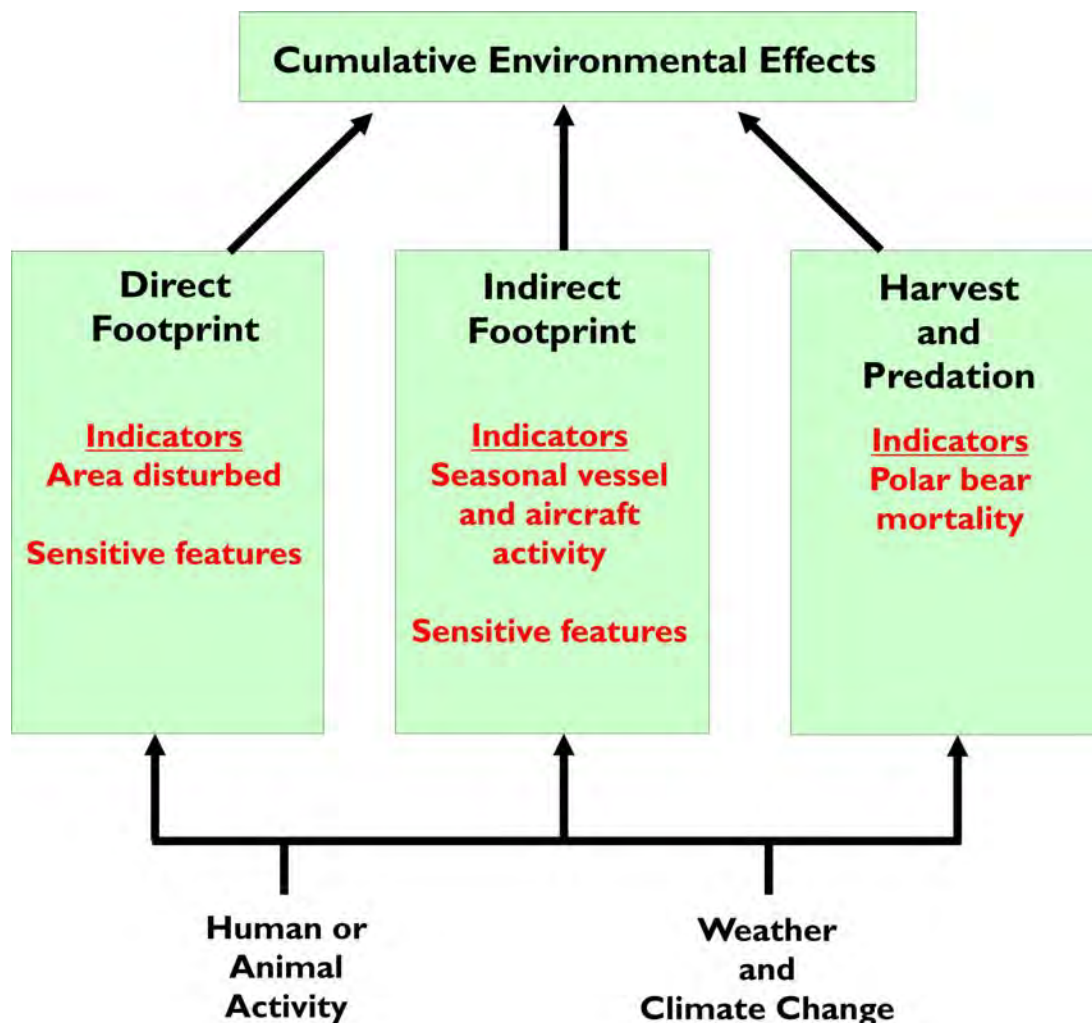 Cumulative Environmental Effects
Direct
Footprint
Indicators
Area disturbed
Sensitive features
Indirect
Footprint
Indicators
Seasonal vessel
and aircraft
activity
Sensitive features
Harvest
and
Predation
Indicators
Polar bear
mortality
Human or
Animal
Activity
Weather
and
Climate Change